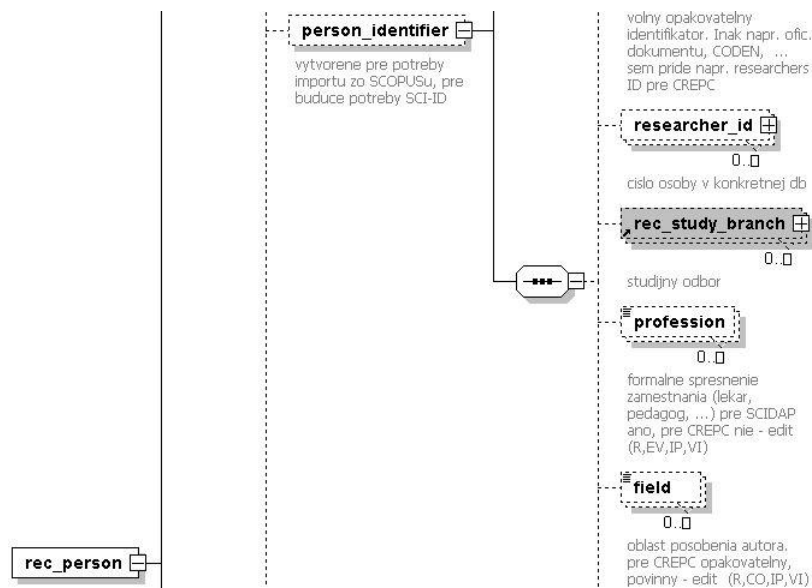 person_identifier
vytvorene pre potreby
importu zo SCOPUSu, pre
buduce potreby SCI-ID
volny opakovatelny
identifikator. Inak napr. ofic.
dokumentu, CODEN, ...
sem pride napr. researchers
ID pre CREPC
researcher_id
0..
cislo osoby v konkretnej db
rec_study_branch
0..
studijny odbor
profession
0..
formalne spresnenie
zamestnania (lekar,
pedagog, ...) pre SCIDAP
ano, pre CREPC nie - edit
(R,EV,IP,VI)
field
0..
oblast posobenia autora.
pre CREPC opakovatelny,
povinny - edit (R,CO,IP,VI)
rec_person